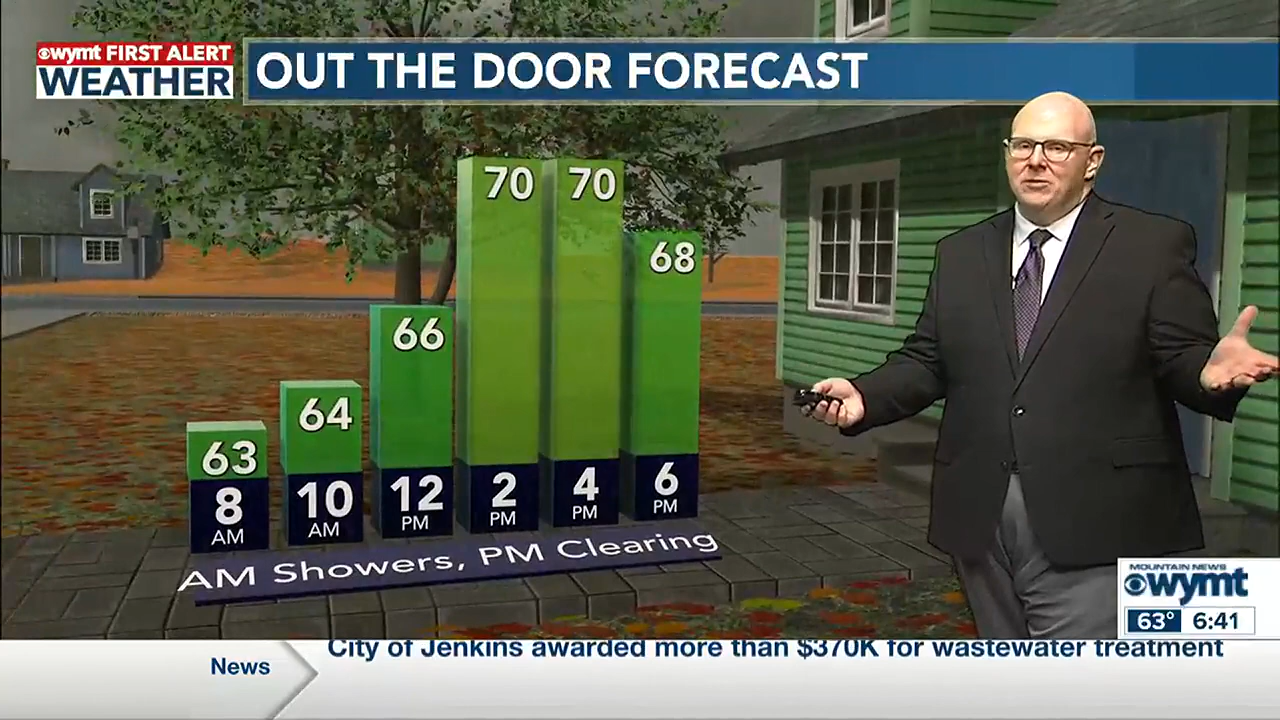 wymt FIRST ALERT
WEATHER
OUT THE DOOR FORECAST
63
64
66
70
70
68
8
AM
10
AM
12
PM
2
PM
4
PM
6
PM
AM Showers, PM Clearing
MOUNTAIN NEWS
wymt
63° 6:41
News
City of Jenkins awarded more than $370K for wastewater treatment